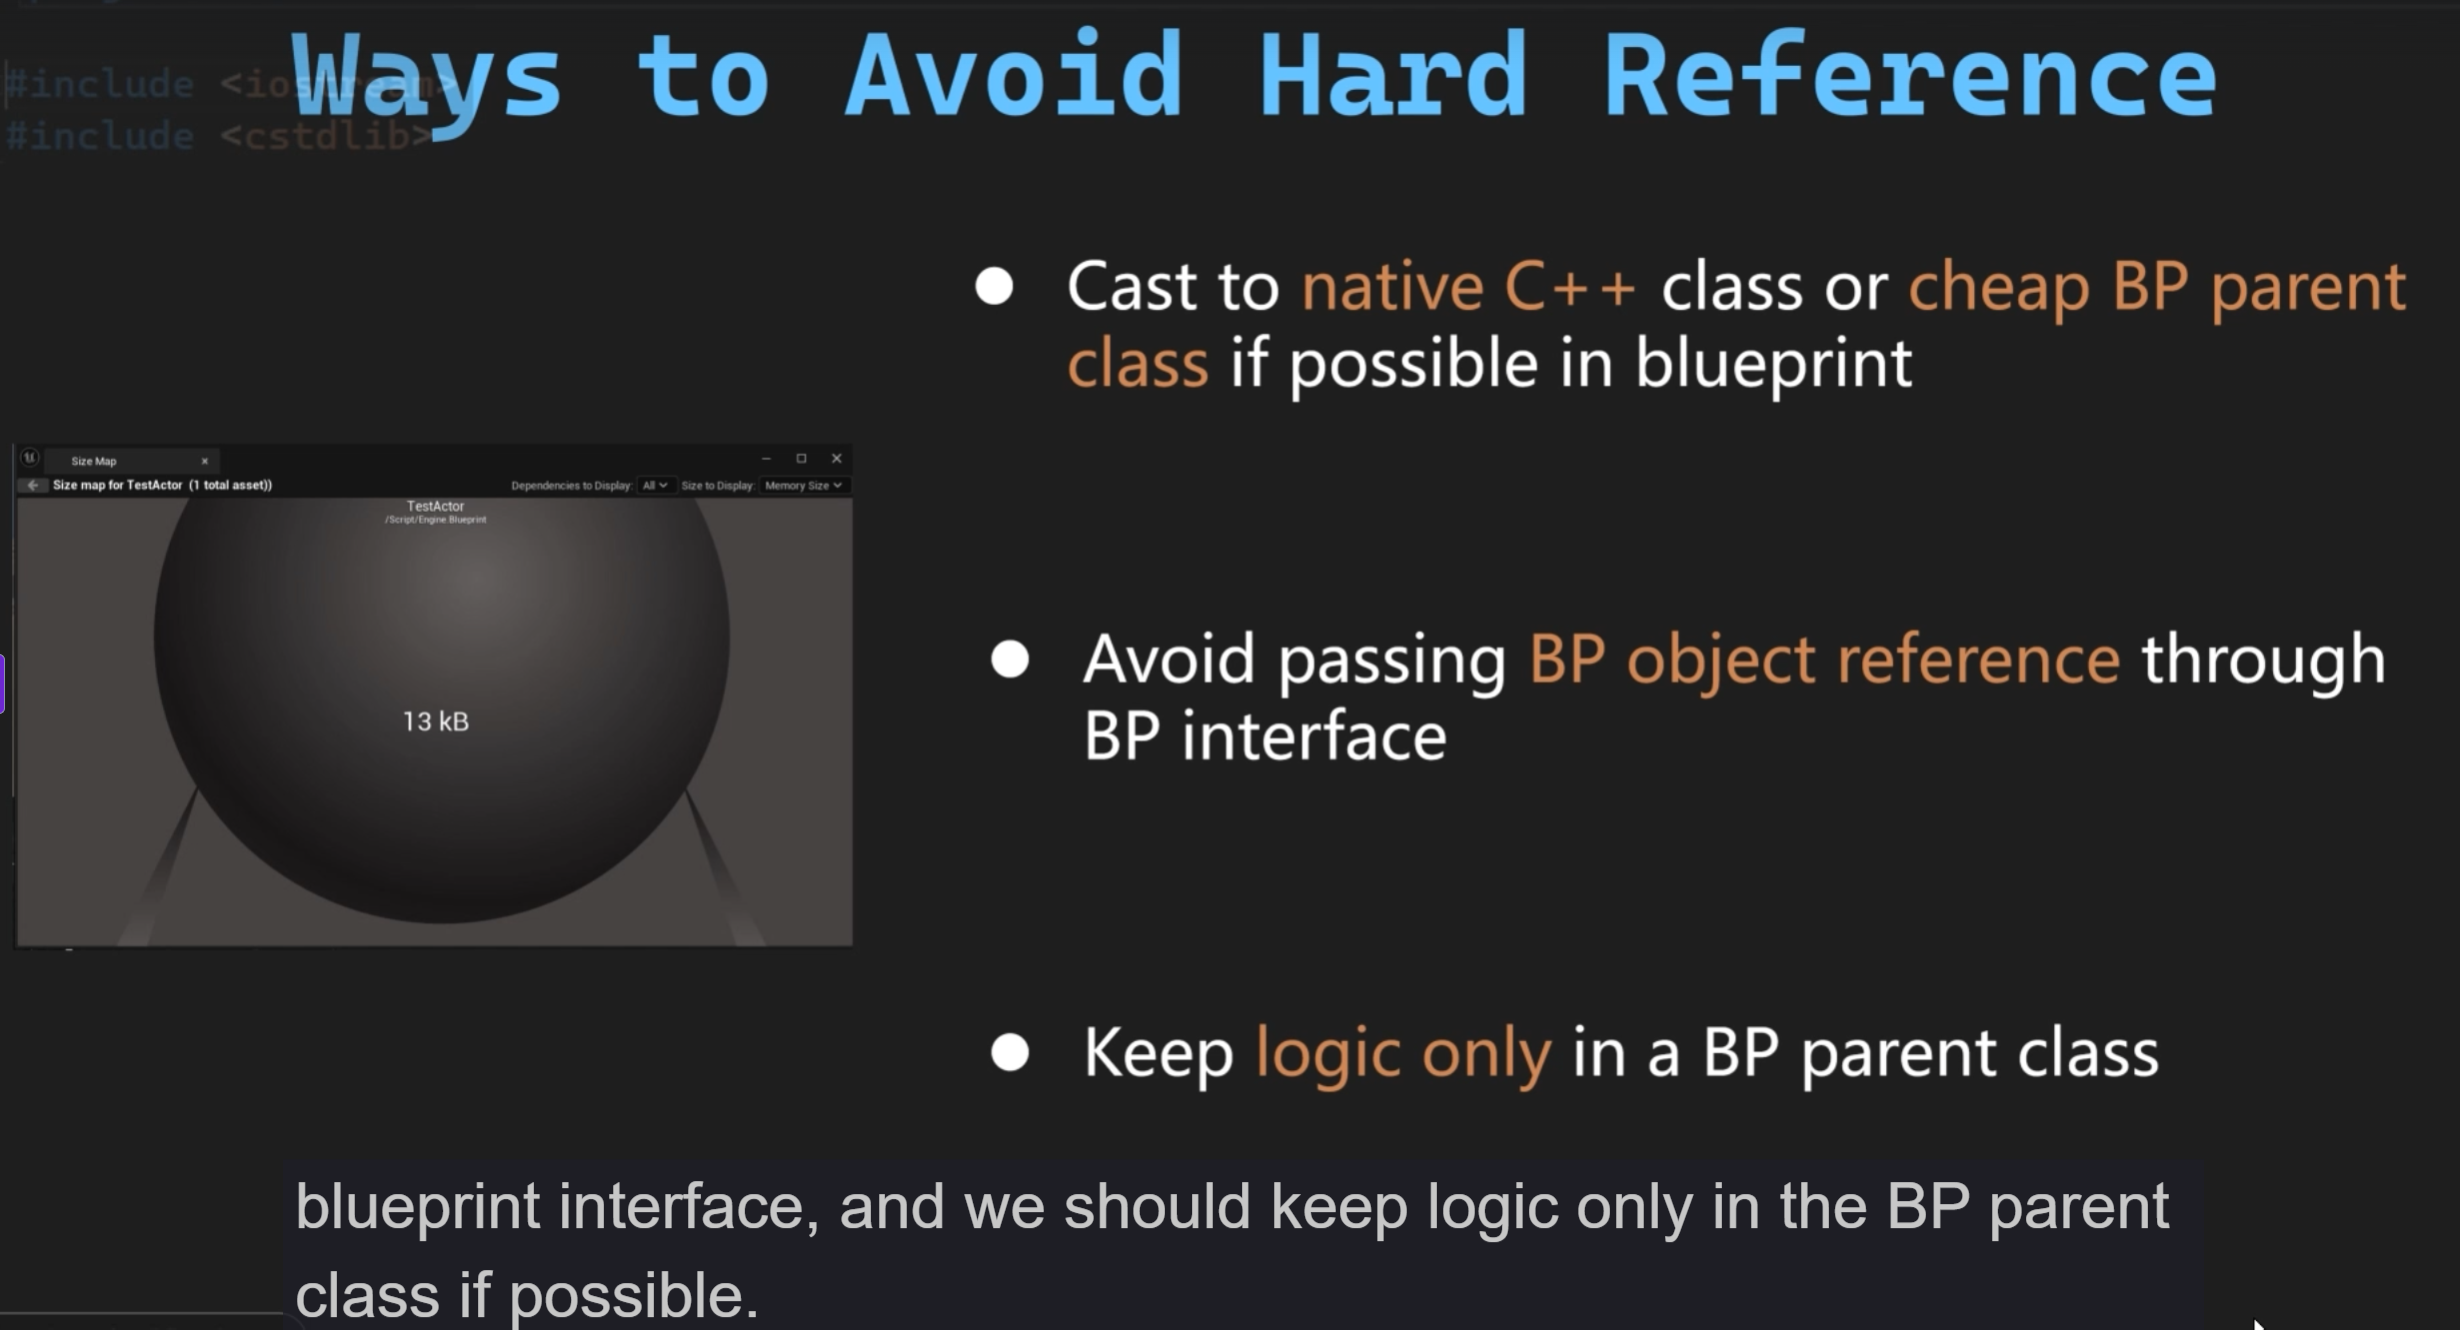 Ways to Avoid Hard Reference
#include <iostream>
#include <cstdlib>
Cast to native C++ class or cheap BP parent
class if possible in blueprint
Size Map
Size map for TestActor (1 total asset))
Dependencies to Display: All Size to Display: Memory Size
TestActor
/Script/Engine.Blueprint
13 kB
Avoid passing BP object reference through
BP interface
Keep logic only in a BP parent class
blueprint interface, and we should keep logic only in the BP parent
class if possible.